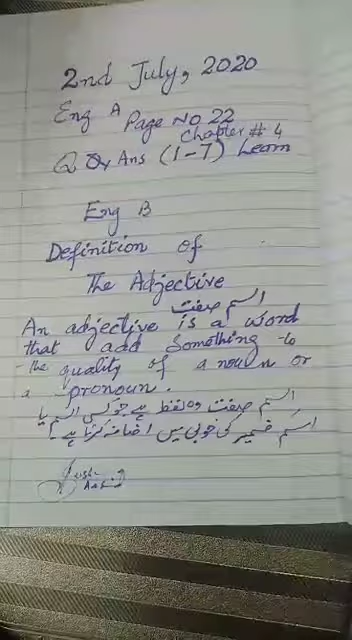 2nd July, 2020
Eng A Page NO 22
Chapter # 4
Q Ans (1-7) Learn
Eng B
Definition of
The Adjective
اسم صفت
An adjective is a word
that add Something to
the quality of a noun or
a pronoun.
اسم صفت وہ لفظ ہے جو کسی اسم یا
اسم ضمیر کی خوبی میں اضافہ کرتا ہے۔